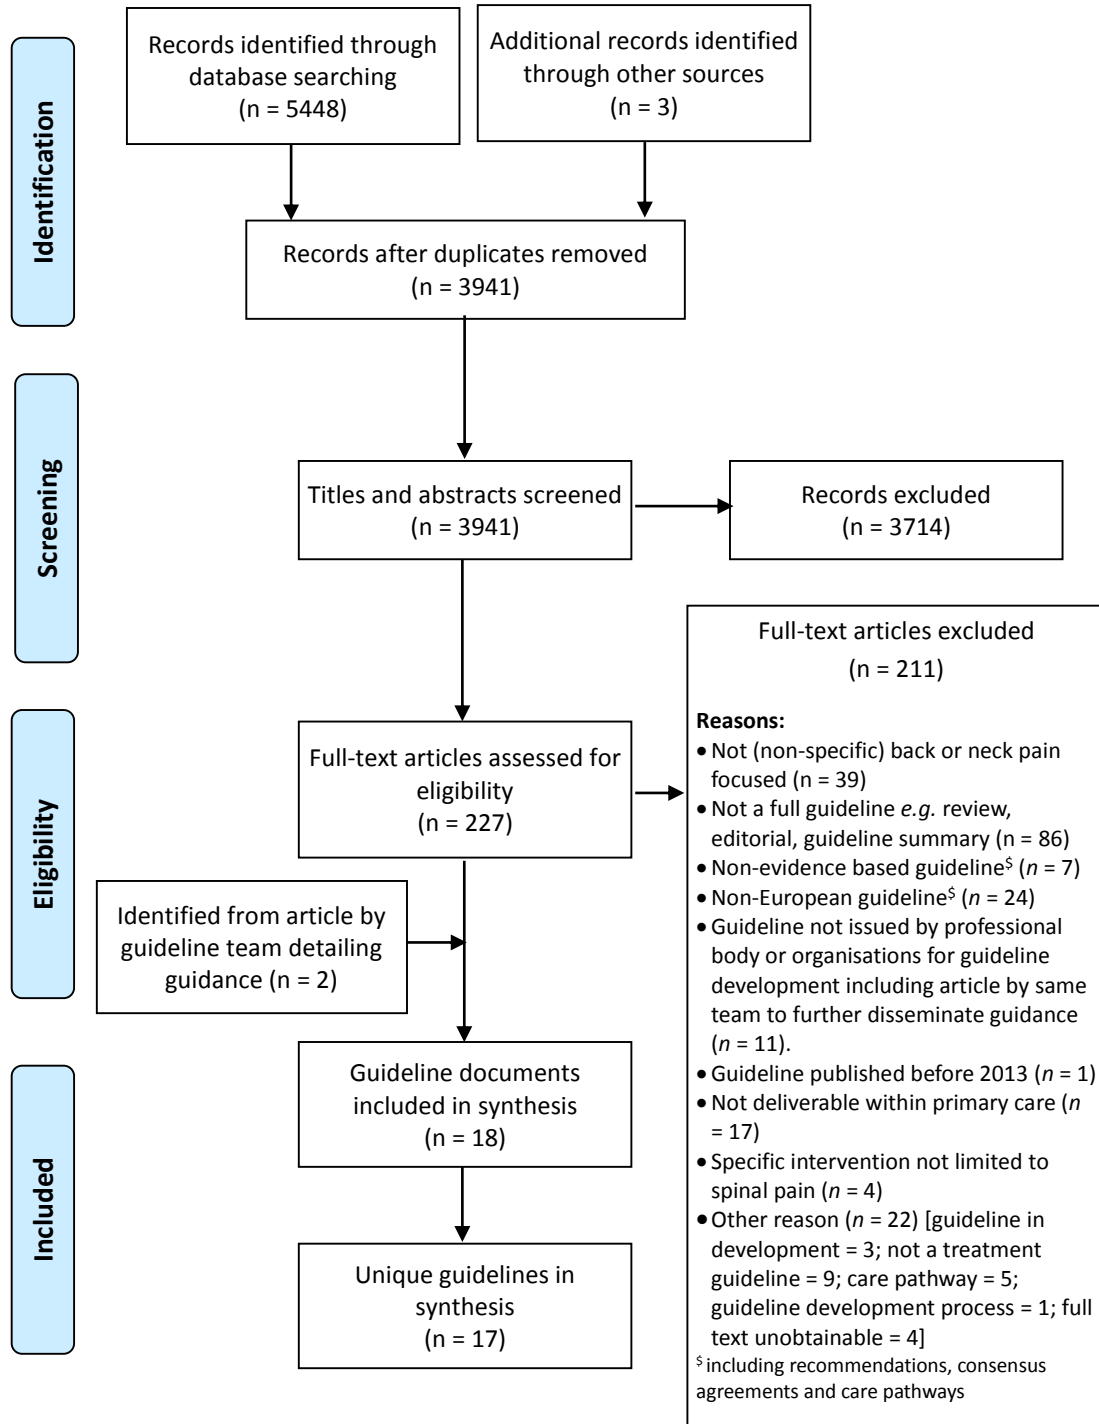 Identification
Records identified through
database searching
(n = 5448)
Additional records identified
through other sources
(n = 3)
Records after duplicates removed
(n = 3941)
Screening
Titles and abstracts screened
(n = 3941)
Records excluded
(n = 3714)
Eligibility
Full-text articles assessed for
eligibility
(n = 227)
Identified from article by
guideline team detailing
guidance (n = 2)
Full-text articles excluded
(n = 211)
Reasons:
• Not (non-specific) back or neck pain
focused (n = 39)
• Not a full guideline e.g. review,
editorial, guideline summary (n = 86)
• Non-evidence based guideline$ (n = 7)
• Non-European guideline$ (n = 24)
• Guideline not issued by professional
body or organisations for guideline
development including article by same
team to further disseminate guidance
(n = 11).
• Guideline published before 2013 (n = 1)
• Not deliverable within primary care (n
= 17)
• Specific intervention not limited to
spinal pain (n = 4)
• Other reason (n = 22) [guideline in
development = 3; not a treatment
guideline = 9; care pathway = 5;
guideline development process = 1; full
text unobtainable = 4]
$ including recommendations, consensus
agreements and care pathways
Included
Guideline documents
included in synthesis
(n = 18)
Unique guidelines in
synthesis
(n = 17)